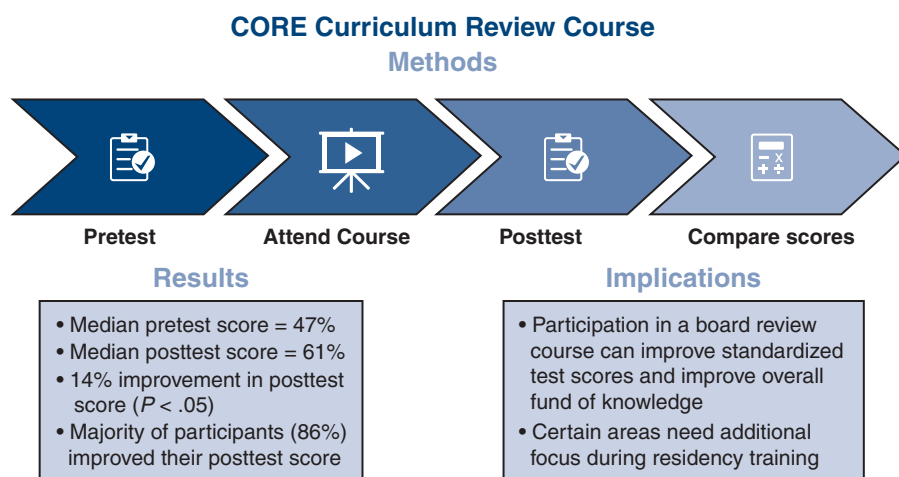 CORE Curriculum Review Course
Methods
Pretest
Attend Course
Posttest
Compare scores
Results
• Median pretest score = 47%
• Median posttest score = 61%
• 14% improvement in posttest
score (P < .05)
• Majority of participants (86%)
improved their posttest score
Implications
• Participation in a board review
course can improve standardized
test scores and improve overall
fund of knowledge
• Certain areas need additional
focus during residency training